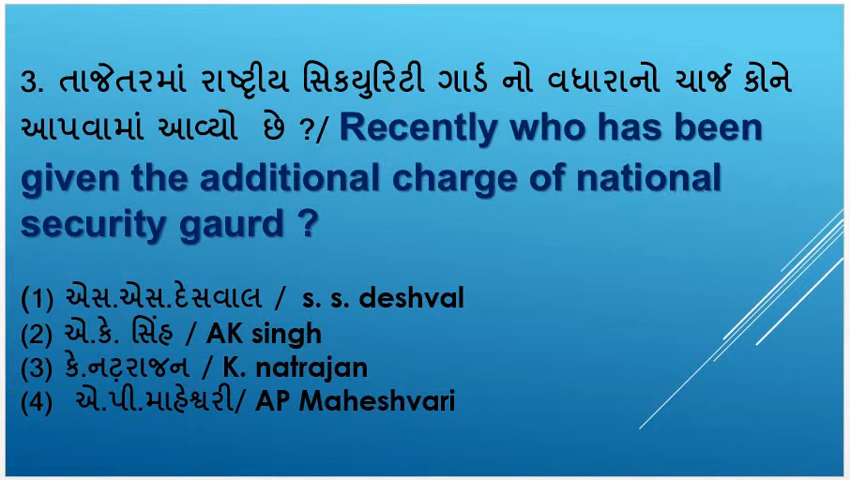 3. તાજેતરમાં રાષ્ટ્રીય સિકયુરિટી ગાર્ડ નો વધારાનો ચાર્જ કોને
આપવામાં આવ્યો છે ?/ Recently who has been
given the additional charge of national
security gaurd ?
(1) એસ.એસ.દેસવાલ / s. s. deshval
(2) એ.કે. સિંહ / AK singh
(3) કે.નટ઼રાજન / K. natrajan
(4) એ.પી.માહેશ્વરી/ AP Maheshvari